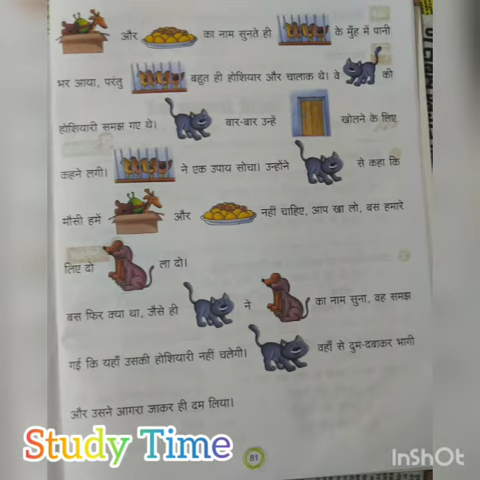 और का नाम सुनते ही के मुँह में पानी
भर आया, परंतु बहुत ही होशियार और चालाक थे। वे की
होशियारी समझ गए थे। बार-बार उन्हें खोलने के लिए
कहने लगी। ने एक उपाय सोचा। उन्होंने से कहा कि
मौसी हमें और नहीं चाहिए, आप खा लो, बस हमारे
लिए दो ला दो।
बस फिर क्या था, जैसे ही ने का नाम सुना, वह समझ
गई कि यहाँ उसकी होशियारी नहीं चलेगी। वहाँ से दुम-दबाकर भागी
और उसने आगरा जाकर ही दम लिया।
Study Time
81
InShOt